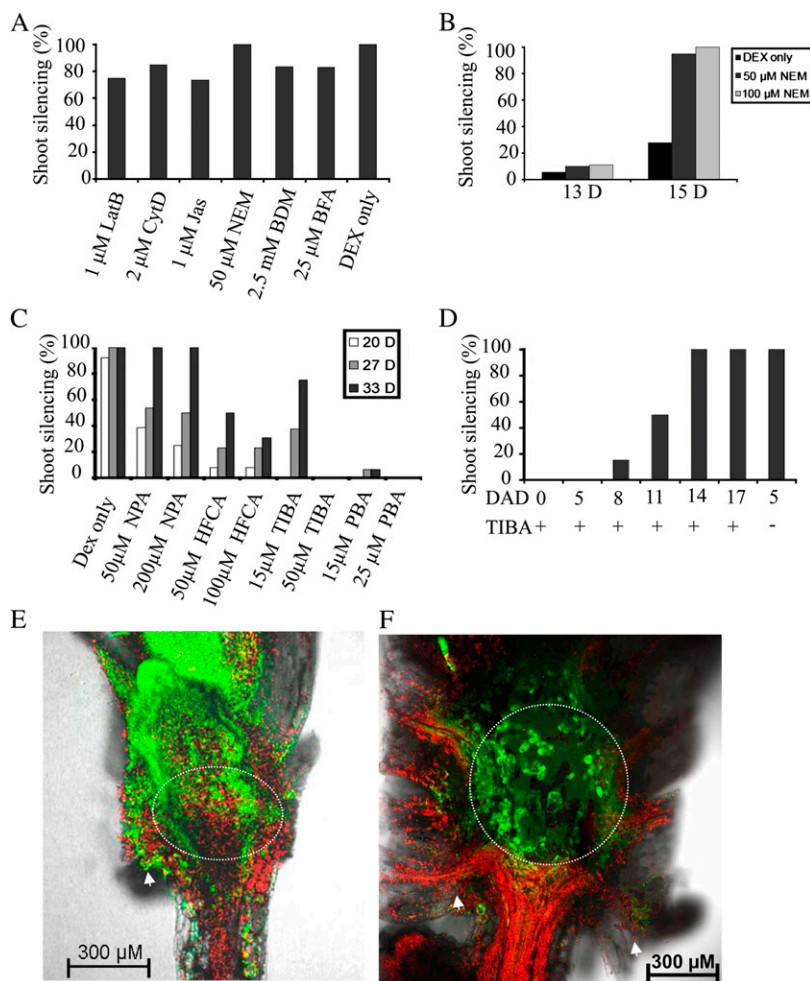 A
Shoot silencing (%)
100
80
60
40
20
0
1 µM LatB
2 µM CytD
1 µM Jas
50 µM NEM
2.5 mM BDM
25 µM BFA
DEX only
B
Shoot silencing (%)
100
80
60
40
20
0
13 D
15 D
DEX only
50 µM NEM
100 µM NEM
C
Shoot silencing (%)
100
80
60
40
20
0
20 D
27 D
33 D
Dex only
50µM NPA
200µM NPA
50µM HFCA
100µM HFCA
15µM TIBA
50µM TIBA
15µM PBA
25 µM PBA
D
Shoot silencing (%)
100
80
60
40
20
0
DAD 0 5 8 11 14 17 5
TIBA + + + + + + -
E
300 µM
F
300 µM